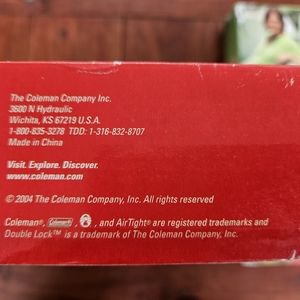 The Coleman Company Inc.
3600 N Hydraulic
Wichita, KS 67219 U.S.A.
1-800-835-3278 TDD: 1-316-832-8707
Made in China
Visit. Explore. Discover.
www.coleman.com
© 2004 The Coleman Company, Inc. All rights reserved
Coleman®, Coleman®, ®, and AirTight® are registered trademarks and
Double Lock™ is a trademark of The Coleman Company, Inc.